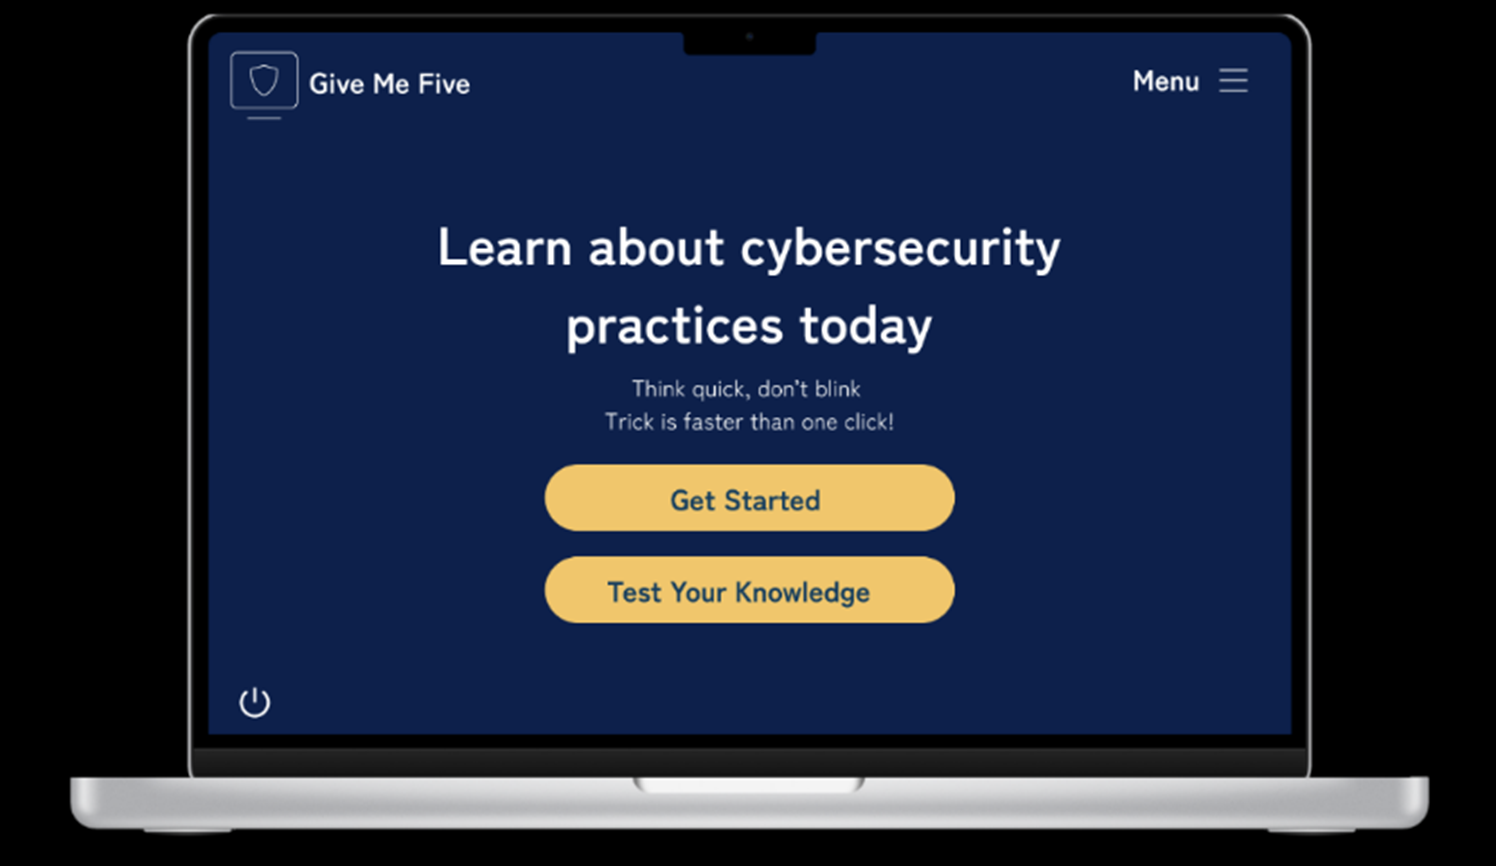 Give Me Five
Menu
Learn about cybersecurity
practices today
Think quick, don't blink
Trick is faster than one click!
Get Started
Test Your Knowledge